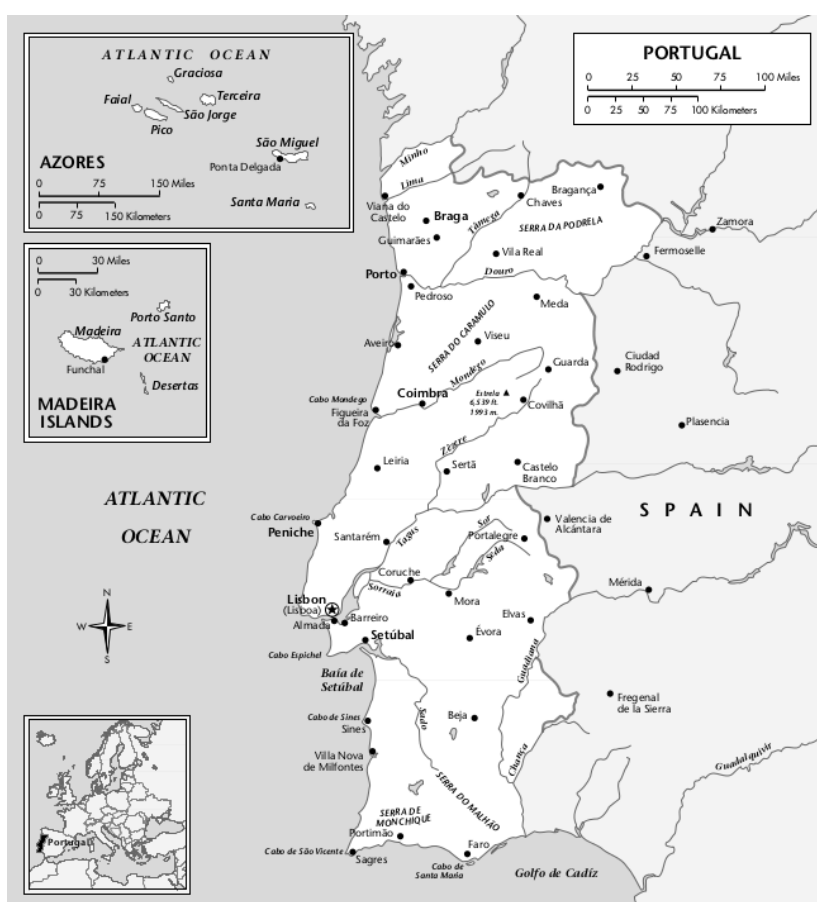 ATLANTIC OCEAN
Graciosa
Terceira
Faial
São Jorge
Pico
São Miguel
Ponta Delgada
AZORES
0 75 150 Miles
0 75 150 Kilometers
Santa Maria
PORTUGAL
0 25 50 75 100 Miles
0 25 50 75 100 Kilometers
0 30 Miles
0 30 Kilometers
Porto Santo
Madeira
ATLANTIC
OCEAN
Funchal
Desertas
MADEIRA
ISLANDS
Minho
Lima
Viana do
Castelo
Braga
Guimarães
Tâmega
Chaves
Bragança
SERRA DA PODRELA
Vila Real
Zamora
Fermoselle
Porto
Douro
Pedroso
Meda
Aveiro
SERRA DO CARAMULO
Viseu
Guarda
Ciudad
Rodrigo
Mondego
Cabo Mondego
Coimbra
Estrela
6,539 ft.
1993 m.
Covilhã
Figueira
da Foz
Plasencia
Zêzere
Leiria
Sertã
Castelo
Branco
ATLANTIC
OCEAN
SPAIN
Cabo Carvoeiro
Peniche
Santarém
Tagus
Sor
Portalegre
Seda
Valencia de
Alcántara
Coruche
Sorraia
Mora
Mérida
Lisbon
(Lisboa)
Almada
Barreiro
Elvas
Setúbal
Évora
Cabo Espichel
Guadiana
N
W E
S
Baía de
Setúbal
Sado
Beja
Fregenal
de la Sierra
Cabo de Sines
Sines
Villa Nova
de Milfontes
Chança
Guadalquivir
SERRA DO MALHÃO
SERRA DE
MONCHIQUE
Portimão
Cabo de São Vicente
Sagres
Faro
Cabo de
Santa Maria
Golfo de Cadíz
Portugal